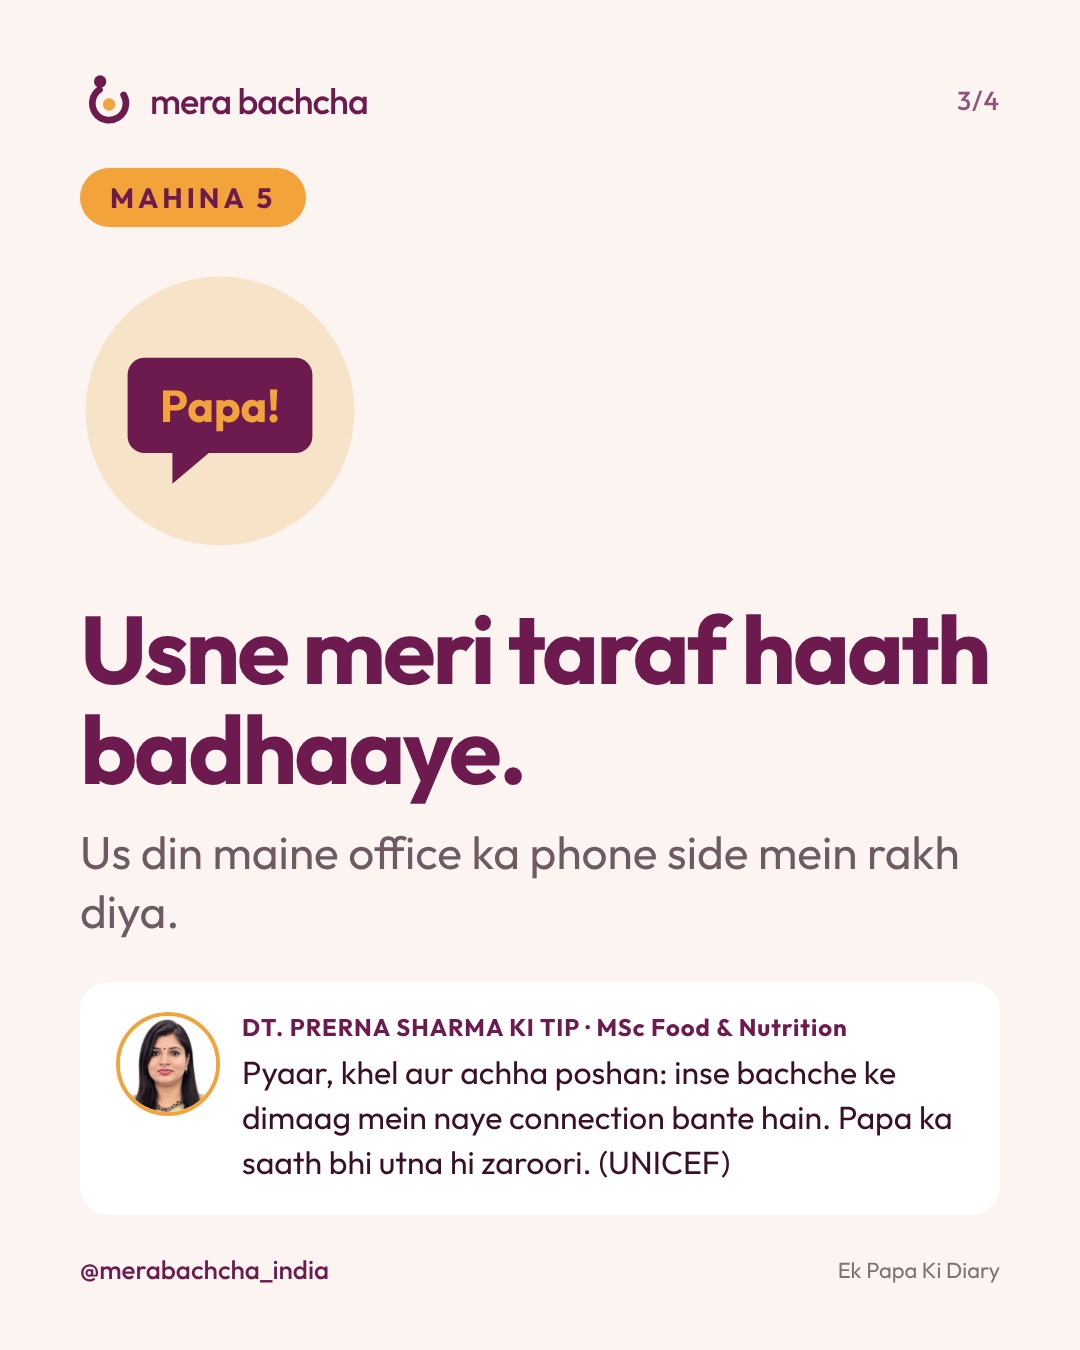 mera bachcha
3/4
MAHINA 5
Papa!
Usne meri taraf haath
badhaaye.
Us din maine office ka phone side mein rakh
diya.
DT. PRERNA SHARMA KI TIP · MSc Food & Nutrition
Pyaar, khel aur achha poshan: inse bachche ke
dimaag mein naye connection bante hain. Papa ka
saath bhi utna hi zaroori. (UNICEF)
@merabachcha_india
Ek Papa Ki Diary